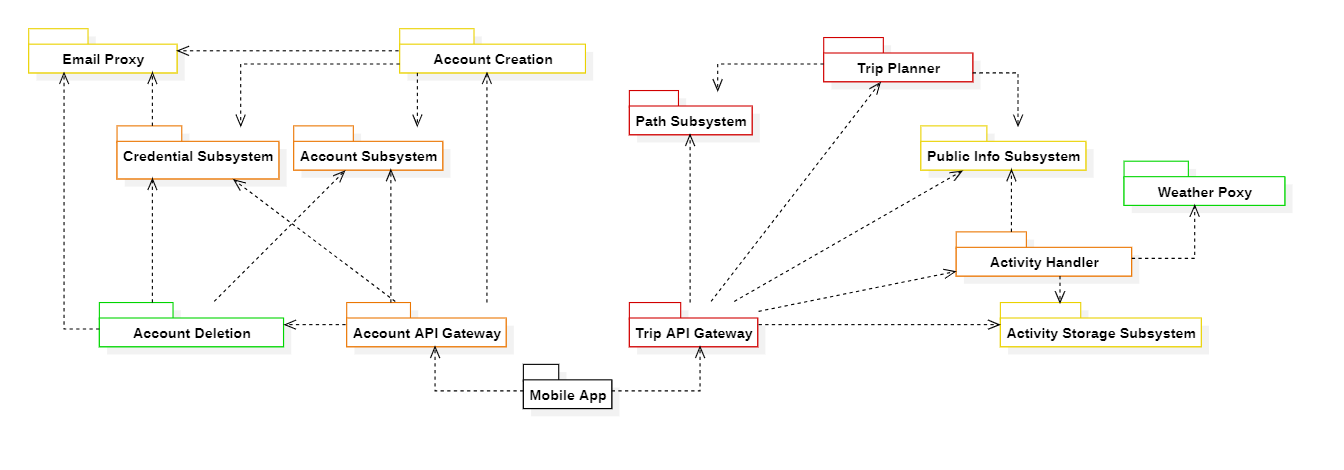 Email Proxy
Account Creation
Trip Planner
Path Subsystem
Credential Subsystem
Account Subsystem
Public Info Subsystem
Weather Poxy
Activity Handler
Account Deletion
Account API Gateway
Trip API Gateway
Activity Storage Subsystem
Mobile App